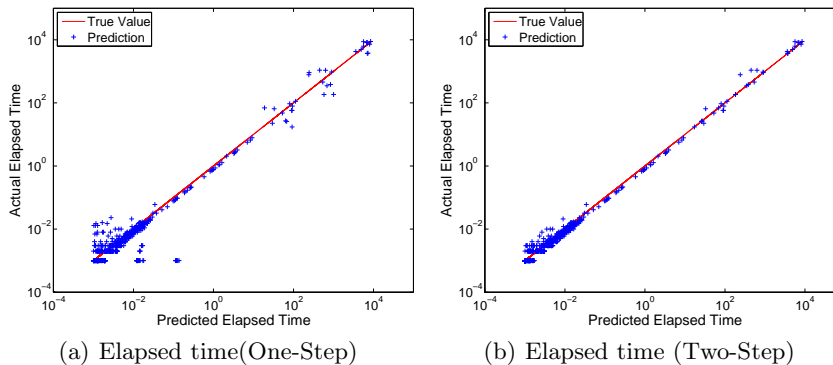 True Value
Prediction
Actual Elapsed Time
10^4
10^2
10^0
10^−2
10^−4
10^−4 10^−2 10^0 10^2 10^4
Predicted Elapsed Time
(a) Elapsed time(One-Step)
True Value
Prediction
Actual Elapsed Time
10^4
10^2
10^0
10^−2
10^−4
10^−4 10^−2 10^0 10^2 10^4
Predicted Elapsed Time
(b) Elapsed time (Two-Step)